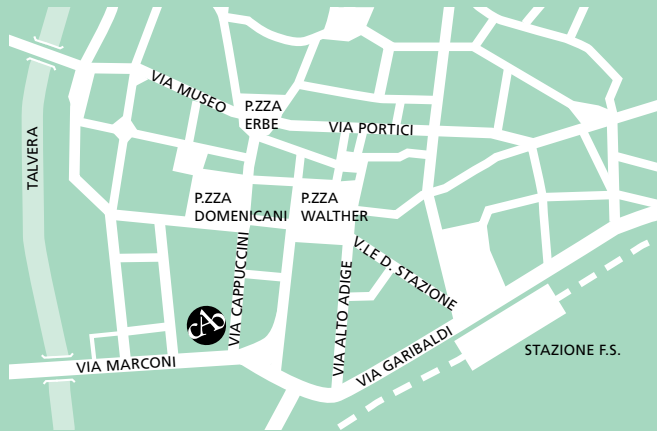 VIA MUSEO
P.ZZA
ERBE
VIA PORTICI
TALVERA
P.ZZA
DOMENICANI
P.ZZA
WALTHER
VIA CAPPUCCINI
V.LE D. STAZIONE
VIA ALTO ADIGE
VIA GARIBALDI
STAZIONE F.S.
VIA MARCONI